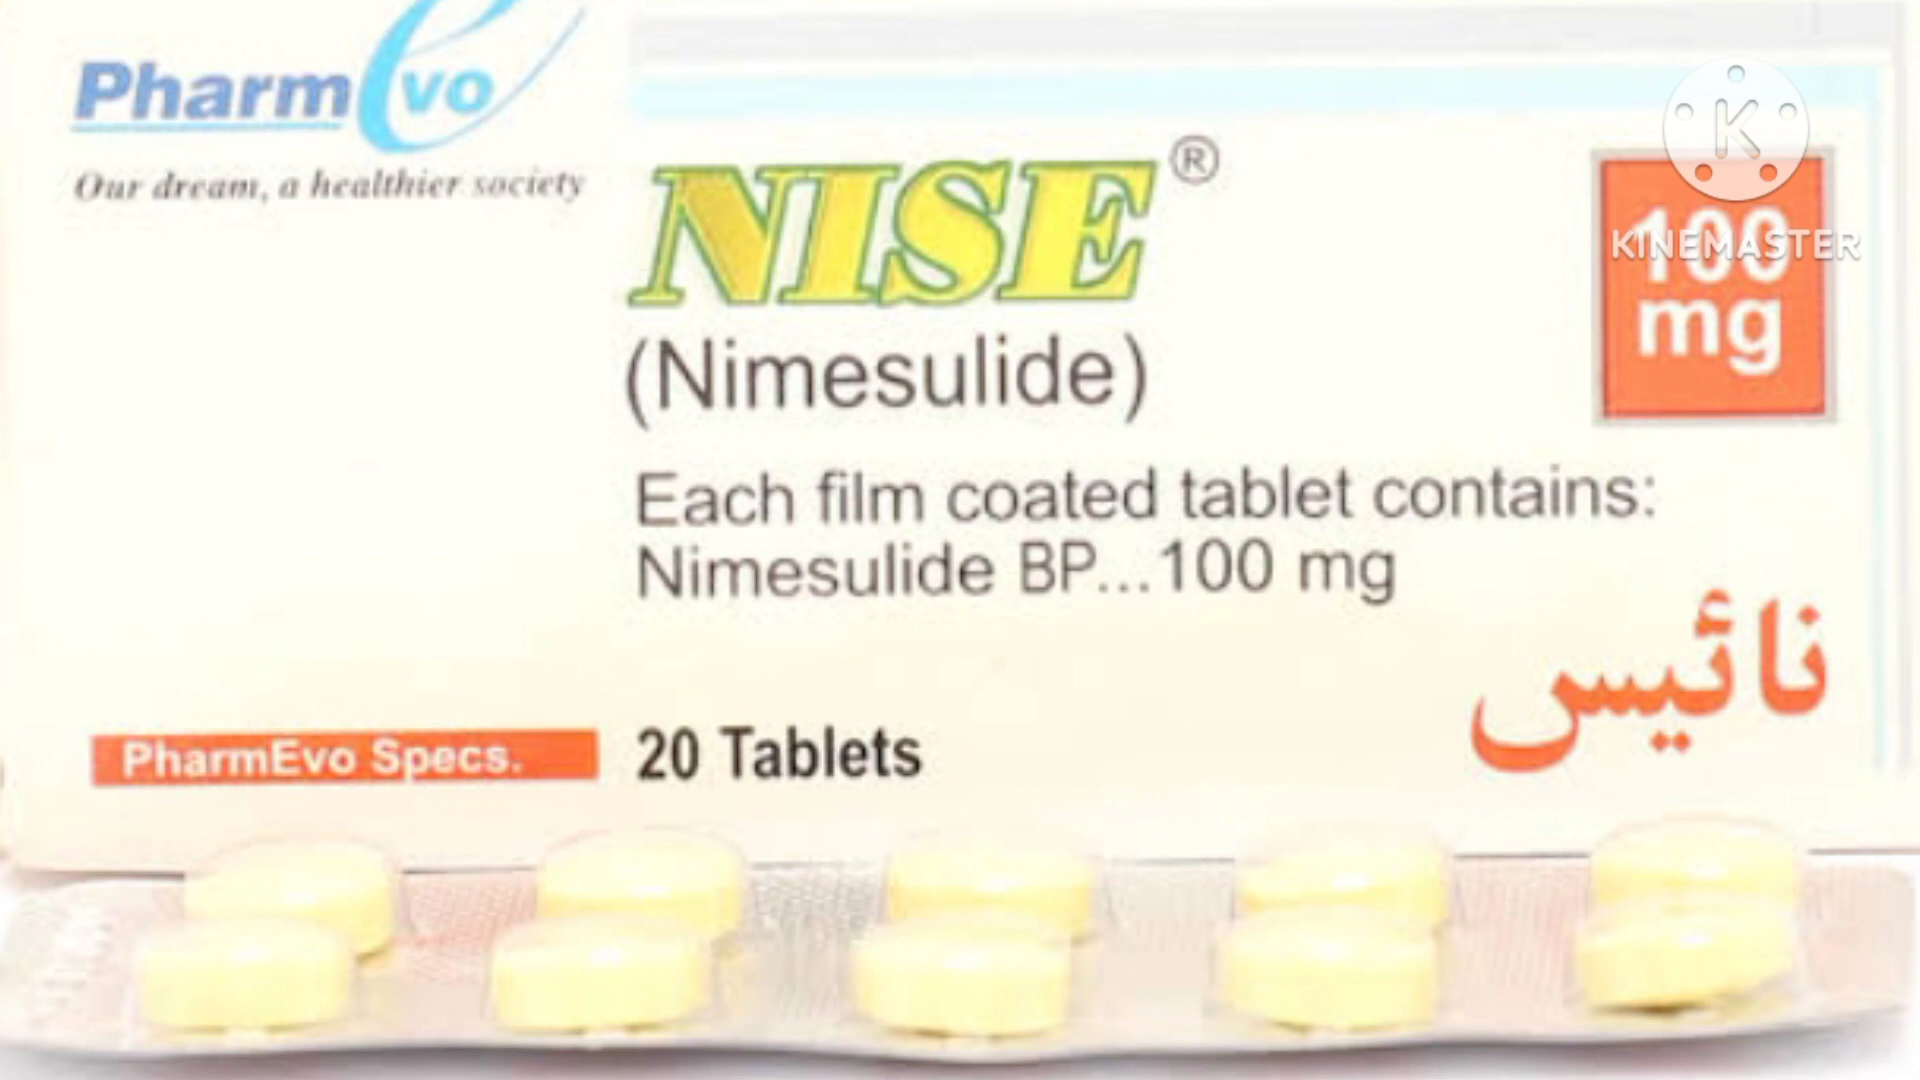 PharmEvo
Our dream, a healthier society
NISE®
(Nimesulide)
100
mg
KINEMASTER
Each film coated tablet contains:
Nimesulide BP...100 mg
نائیس
PharmEvo Specs.
20 Tablets